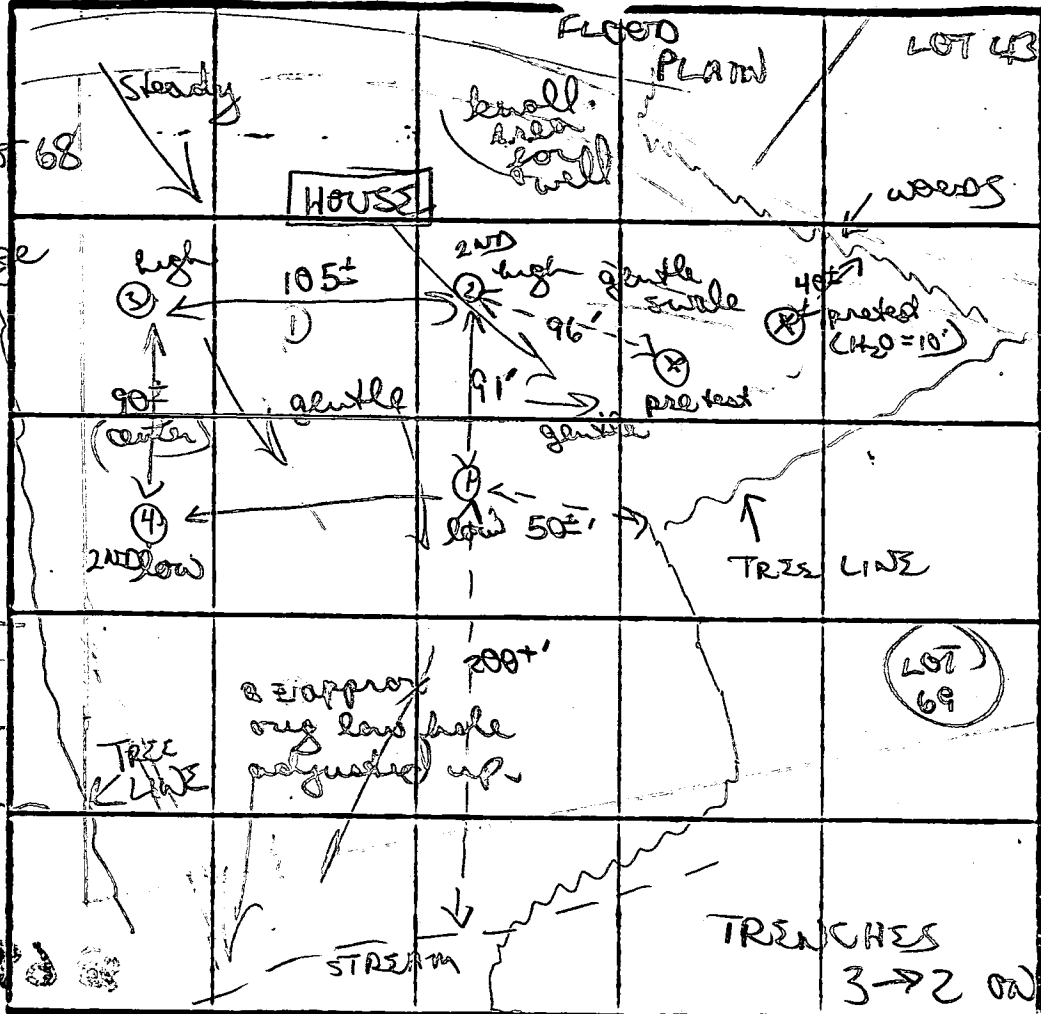 FLOOD
PLAIN
LOT 43
steady
knoll
area
for
well
68
HOUSE
WOODS
high
3
105±
1
2ND
high
2
gentle
swale
96'
40±
pretest
(H₂O = 10')
X
X
pretest
91'
90±
(center)
gentle
gentle
1
low
50±'
4
2ND low
TREE LINE
200+'
LOT
69
approx
orig low hole
adjusted up
TREE
LINE
STREAM
TRENCHES
3→2 ON